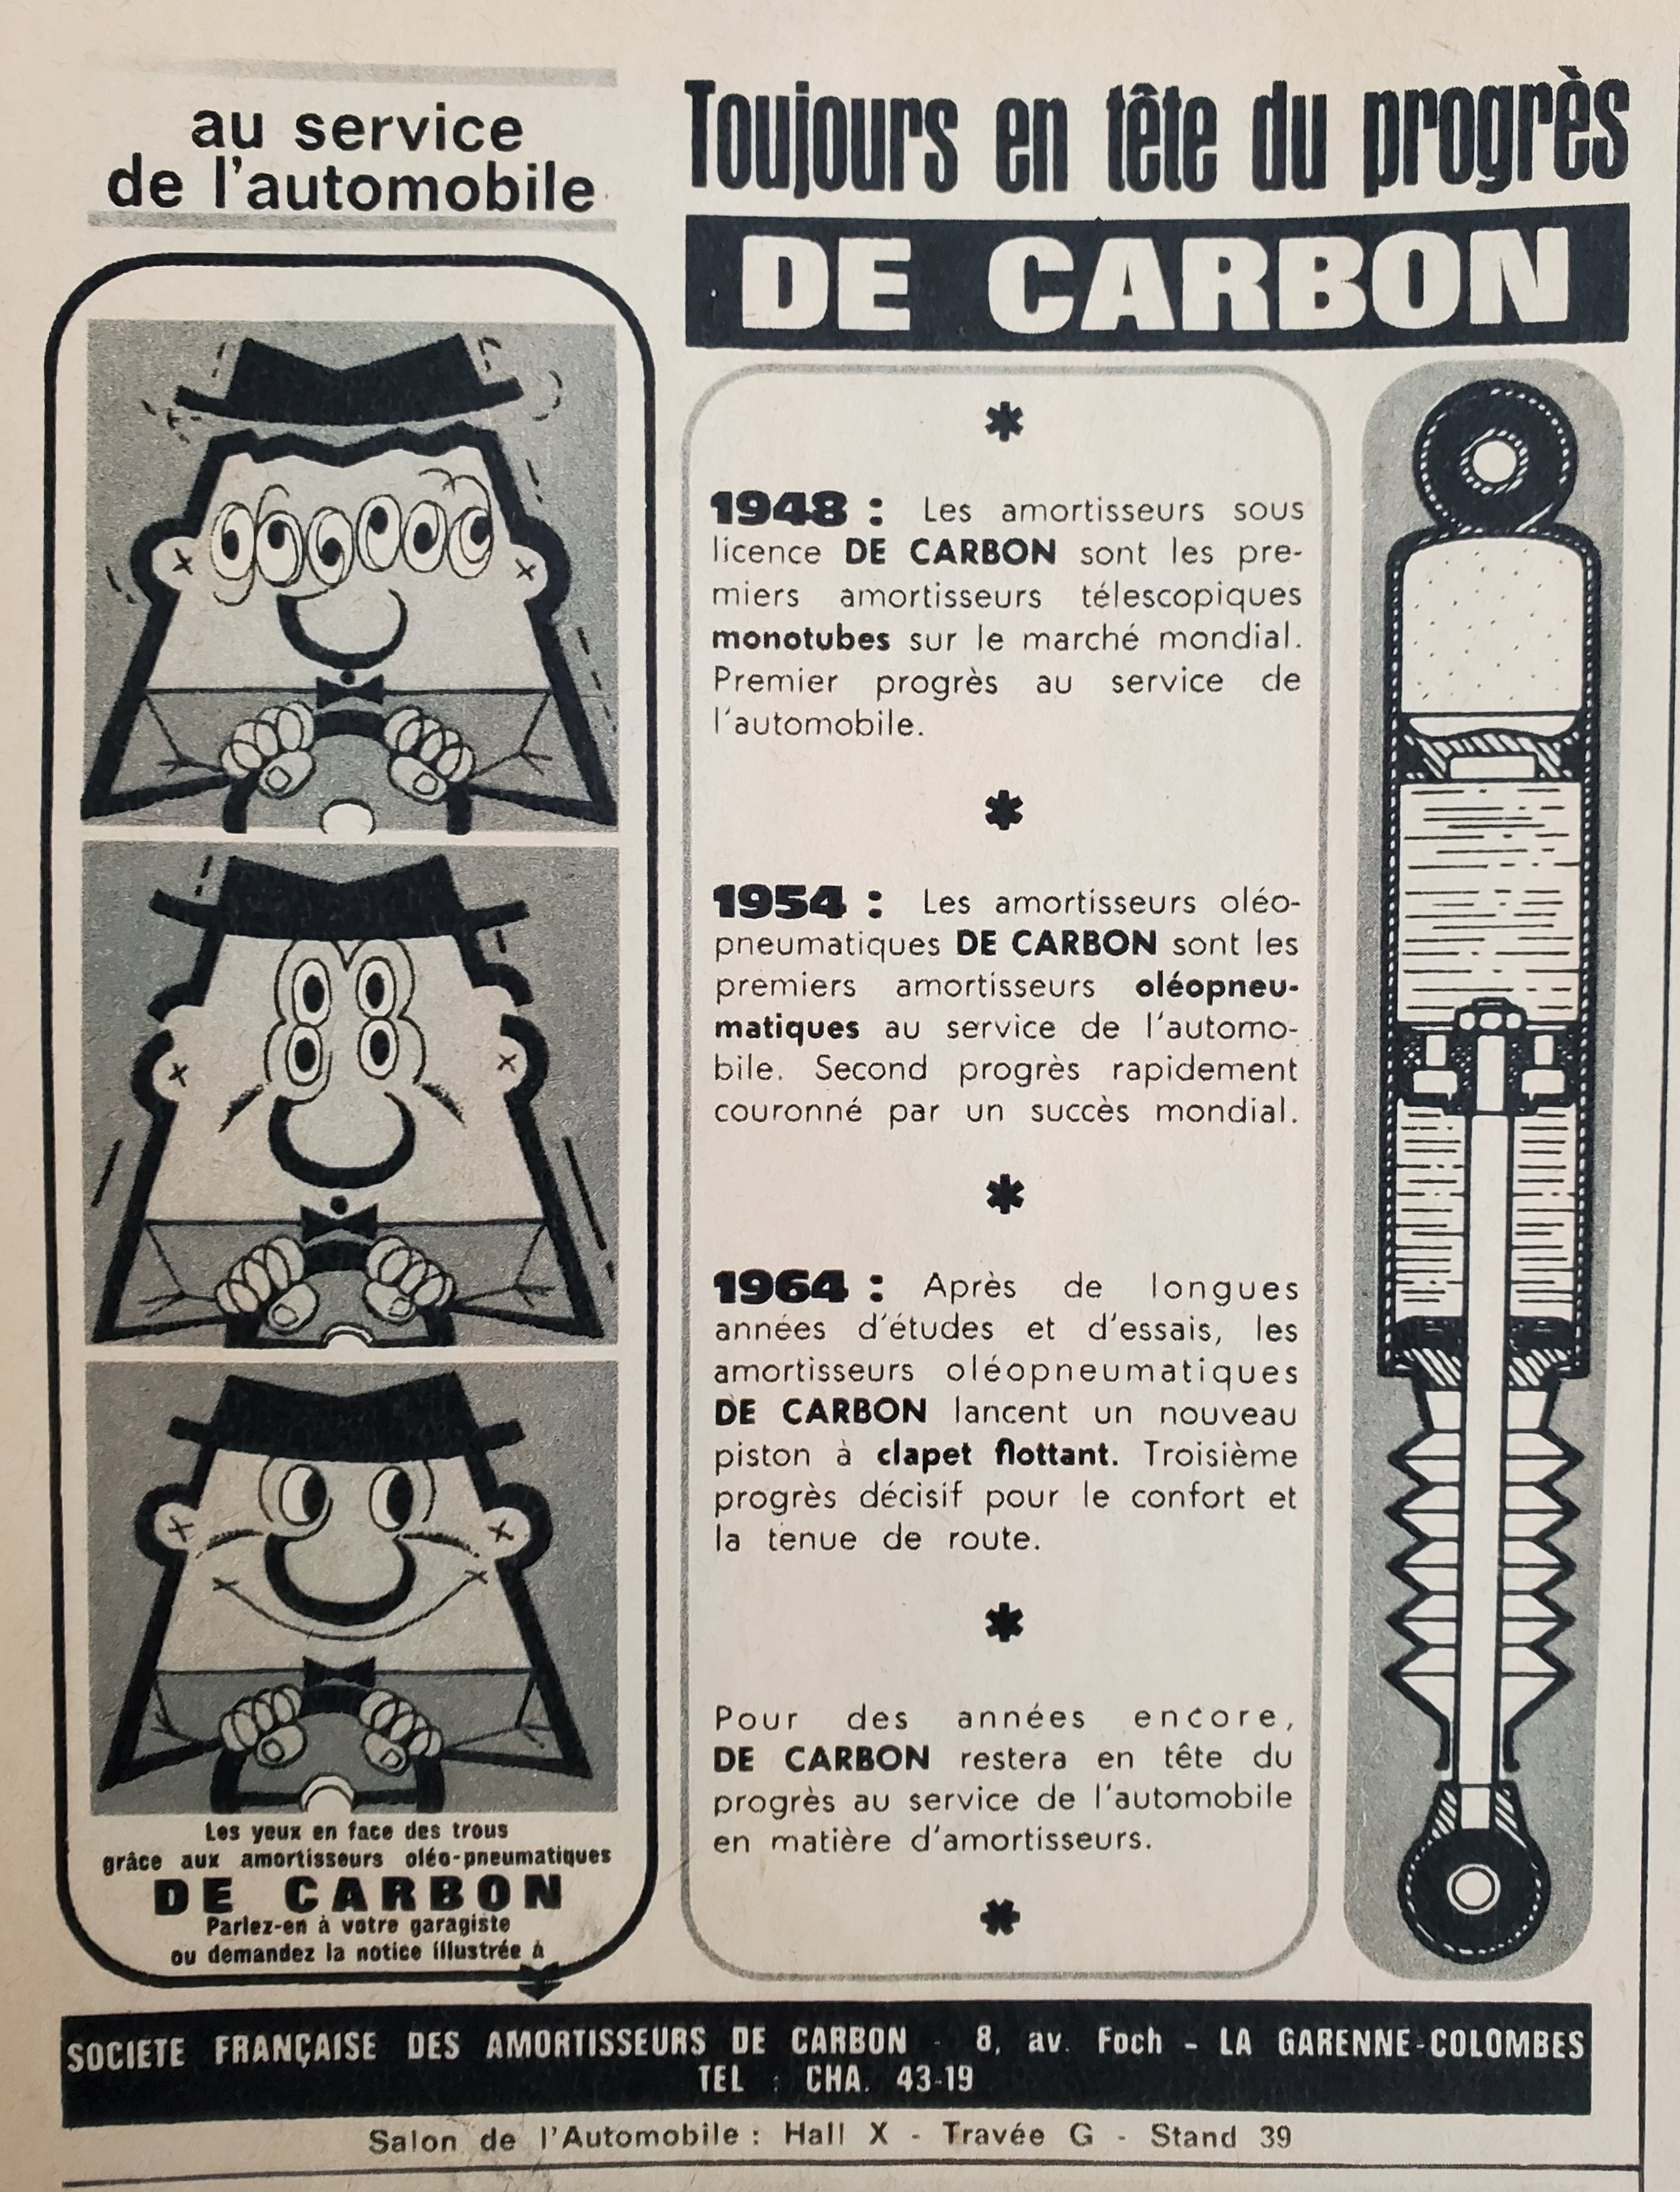 au service
de l'automobile
Toujours en tête du progrès
DE CARBON
*
1948 : Les amortisseurs sous
licence DE CARBON sont les pre-
miers amortisseurs télescopiques
monotubes sur le marché mondial.
Premier progrès au service de
l'automobile.
*
1954 : Les amortisseurs oléo-
pneumatiques DE CARBON sont les
premiers amortisseurs oléopneu-
matiques au service de l'automo-
bile. Second progrès rapidement
couronné par un succès mondial.
*
1964 : Après de longues
années d'études et d'essais, les
amortisseurs oléopneumatiques
DE CARBON lancent un nouveau
piston à clapet flottant. Troisième
progrès décisif pour le confort et
la tenue de route.
*
Pour des années encore,
DE CARBON restera en tête du
progrès au service de l'automobile
en matière d'amortisseurs.
*
Les yeux en face des trous
grâce aux amortisseurs oléo-pneumatiques
DE CARBON
Parlez-en à votre garagiste
ou demandez la notice illustrée à
SOCIETE FRANÇAISE DES AMORTISSEURS DE CARBON - 8, av. Foch - LA GARENNE-COLOMBES
TEL : CHA. 43-19
Salon de l'Automobile : Hall X - Travée G - Stand 39